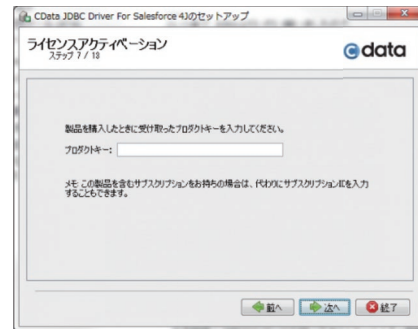 CData JDBC Driver For Salesforce 4Jのセットアップ
ライセンスアクティベーション
ステップ 7 / 13
cdata
製品を購入したときに受け取ったプロダクトキーを入力してください。
プロダクトキー:
メモ: この製品を含むサブスクリプションをお持ちの場合は、代わりにサブスクリプションIDを入力
することもできます。
前へ
次へ
終了